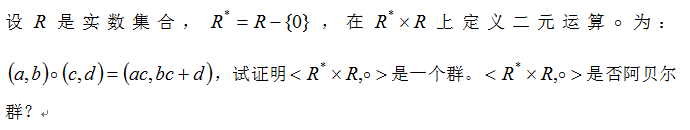 设 R 是实数集合，R* = R − {0}，在 R* × R 上定义二元运算∘为：
(a,b)∘(c,d) = (ac, bc + d)，试证明< R* × R,∘ >是一个群。< R* × R,∘ >是否阿贝尔
群？